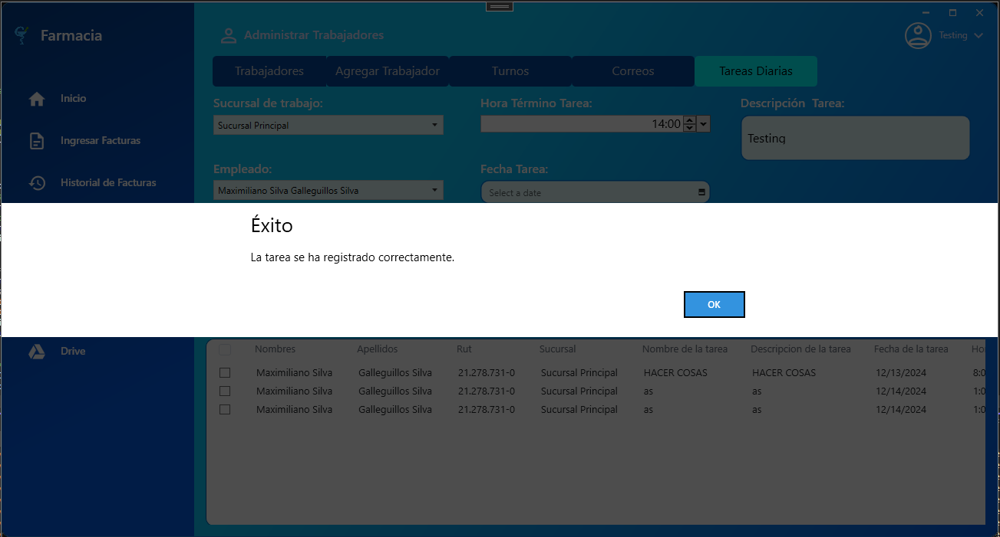 Farmacia
Administrar Trabajadores
Testing
Trabajadores
Agregar Trabajador
Turnos
Correos
Tareas Diarias
Inicio
Ingresar Facturas
Historial de Facturas
Sucursal de trabajo:
Sucursal Principal
Hora Término Tarea:
14:00
Descripción Tarea:
Testing
Empleado:
Maximiliano Silva Galleguillos Silva
Fecha Tarea:
Select a date
Éxito
La tarea se ha registrado correctamente.
OK
Drive
Nombres Apellidos Rut Sucursal Nombre de la tarea Descripcion de la tarea Fecha de la tarea Ho
Maximiliano Silva Galleguillos Silva 21.278.731-0 Sucursal Principal HACER COSAS HACER COSAS 12/13/2024 8:0
Maximiliano Silva Galleguillos Silva 21.278.731-0 Sucursal Principal as as 12/14/2024 1:0
Maximiliano Silva Galleguillos Silva 21.278.731-0 Sucursal Principal as as 12/14/2024 1:0